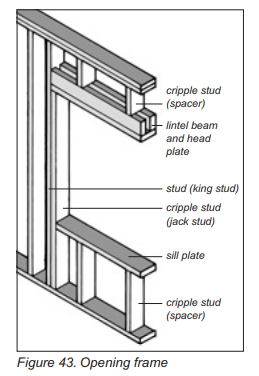 cripple stud
(spacer)
lintel beam
and head
plate
stud (king stud)
cripple stud
(jack stud)
sill plate
cripple stud
(spacer)
Figure 43. Opening frame